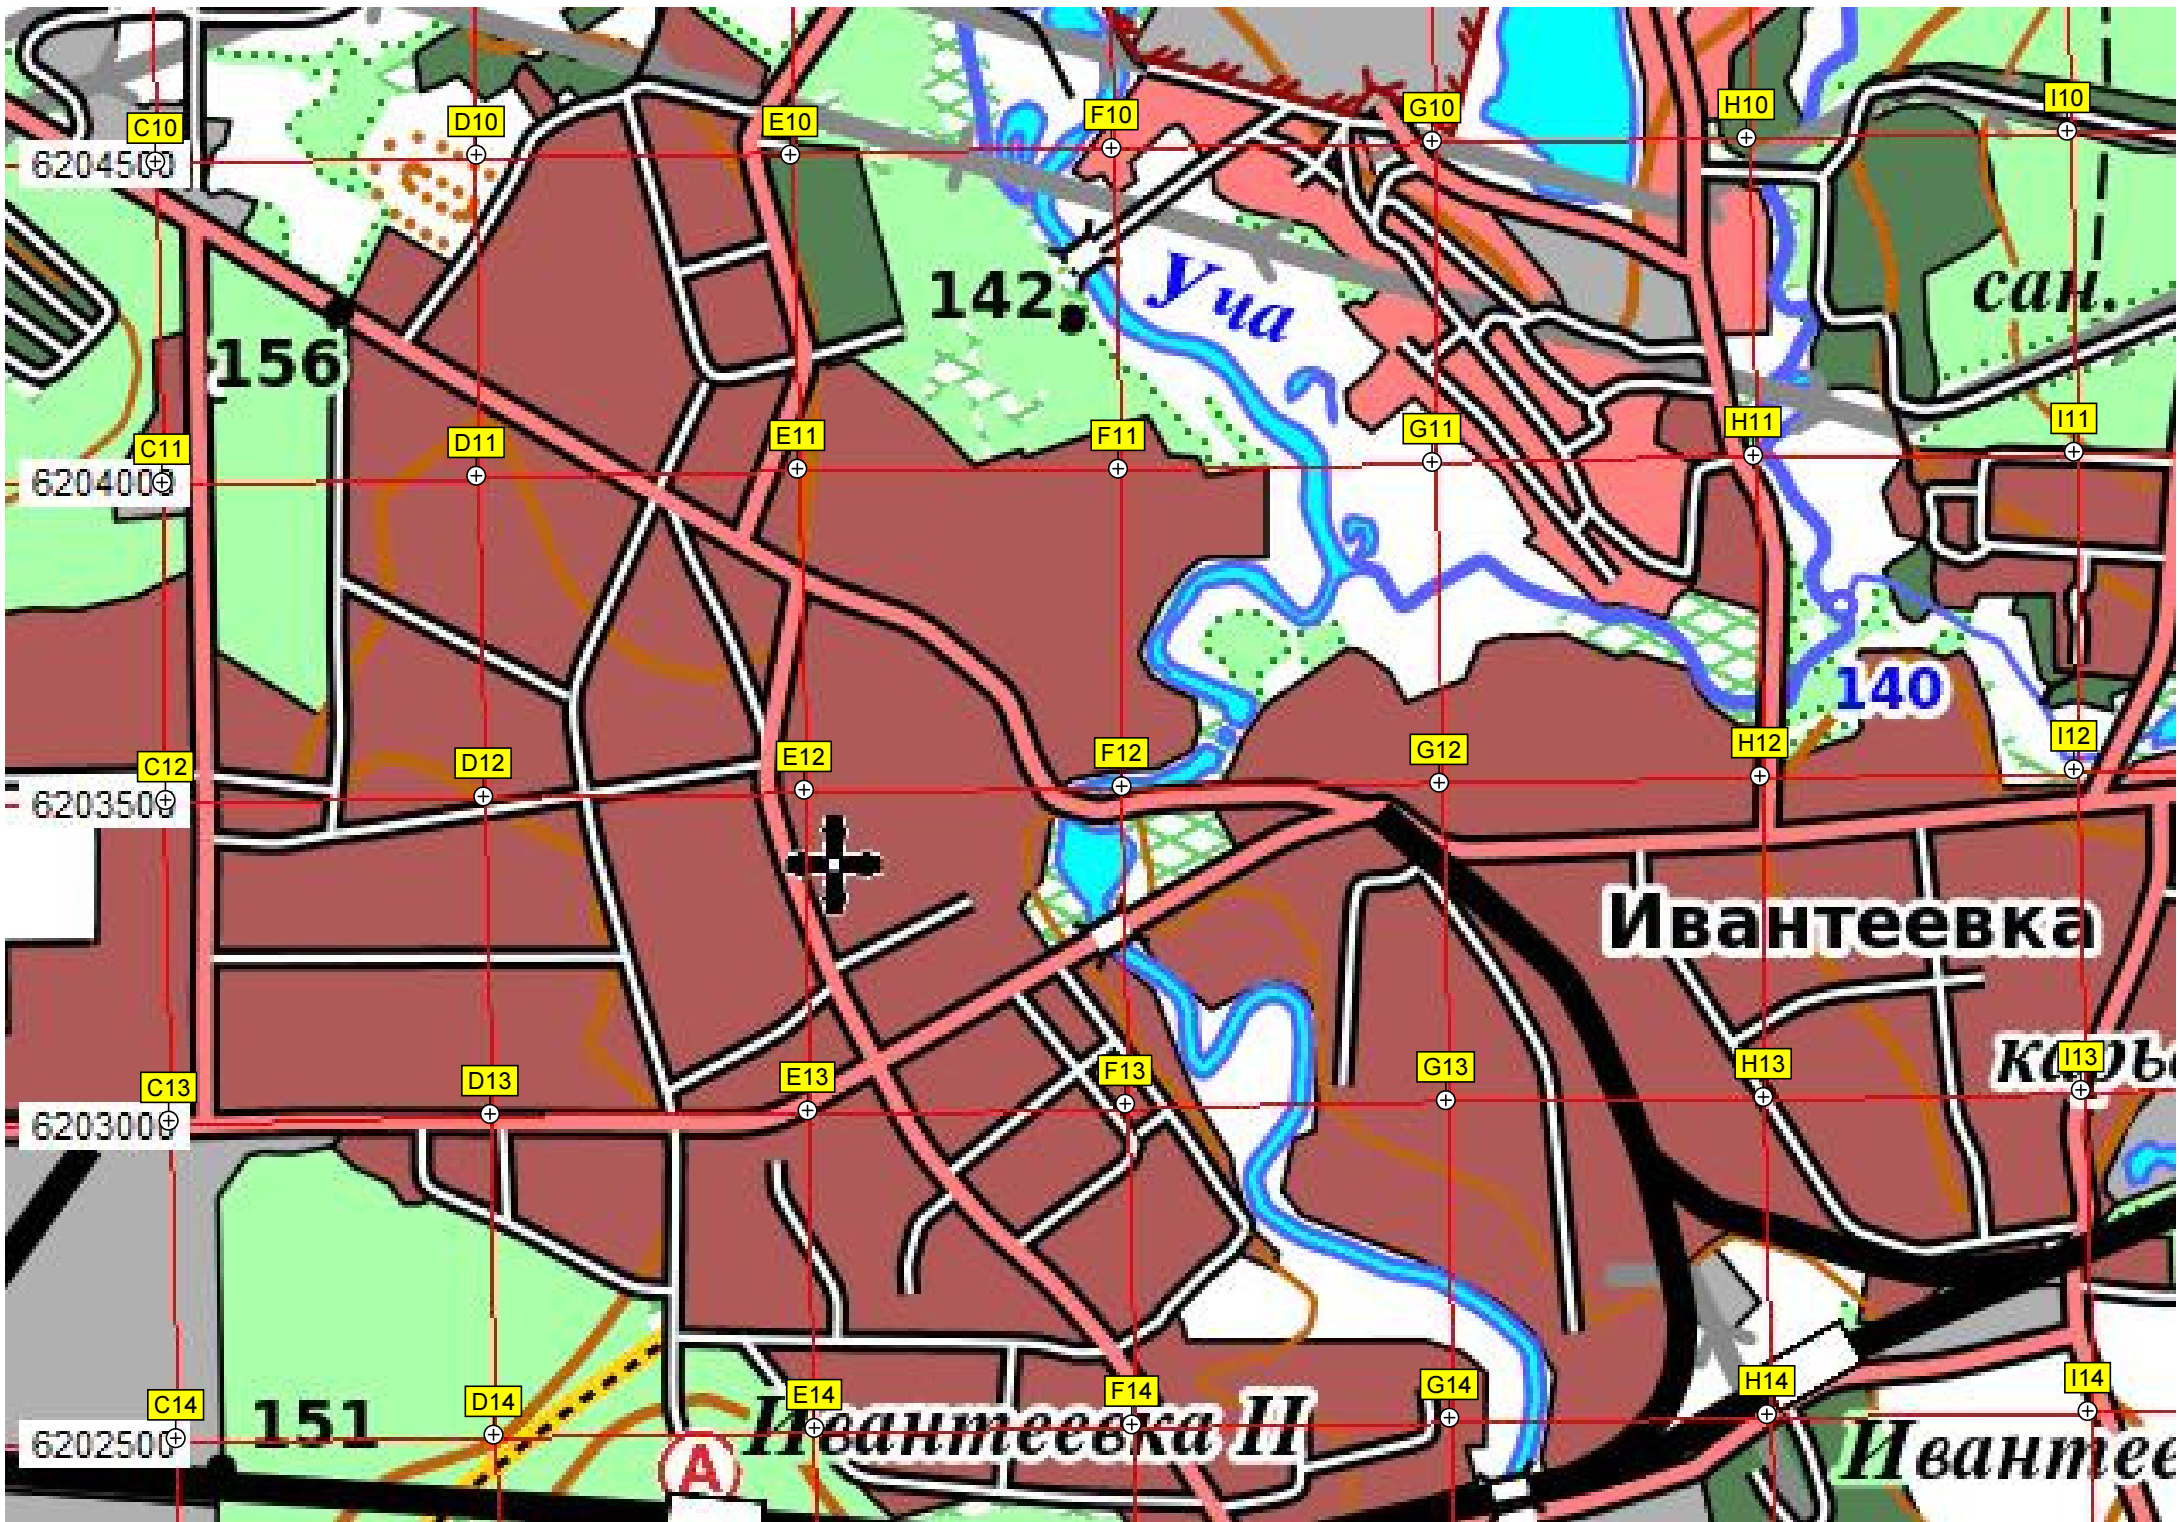 C10 D10 E10 F10 G10 H10 I10
6204500
142 Уча сан.
156
C11 D11 E11 F11 G11 H11 I11
6204000
140
C12 D12 E12 F12 G12 H12 I12
6203500
Ивантеевка
карье
C13 D13 E13 F13 G13 H13 I13
6203000
C14 D14 E14 F14 G14 H14 I14
151 Ивантеевка II Ивантее
6202500
А